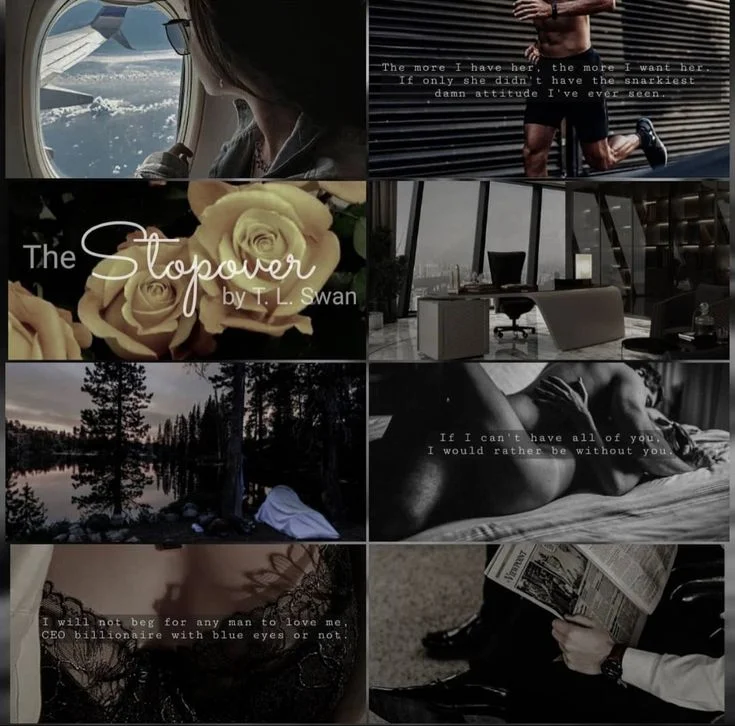 The more I have her, the more I want her.
If only she didn't have the snarkiest
damn attitude I've ever seen.
The Stopover
by T. L. Swan
If I can't have all of you,
I would rather be without you.
I will not beg for any man to love me,
CEO billionaire with blue eyes or not.
VIEWPOINT